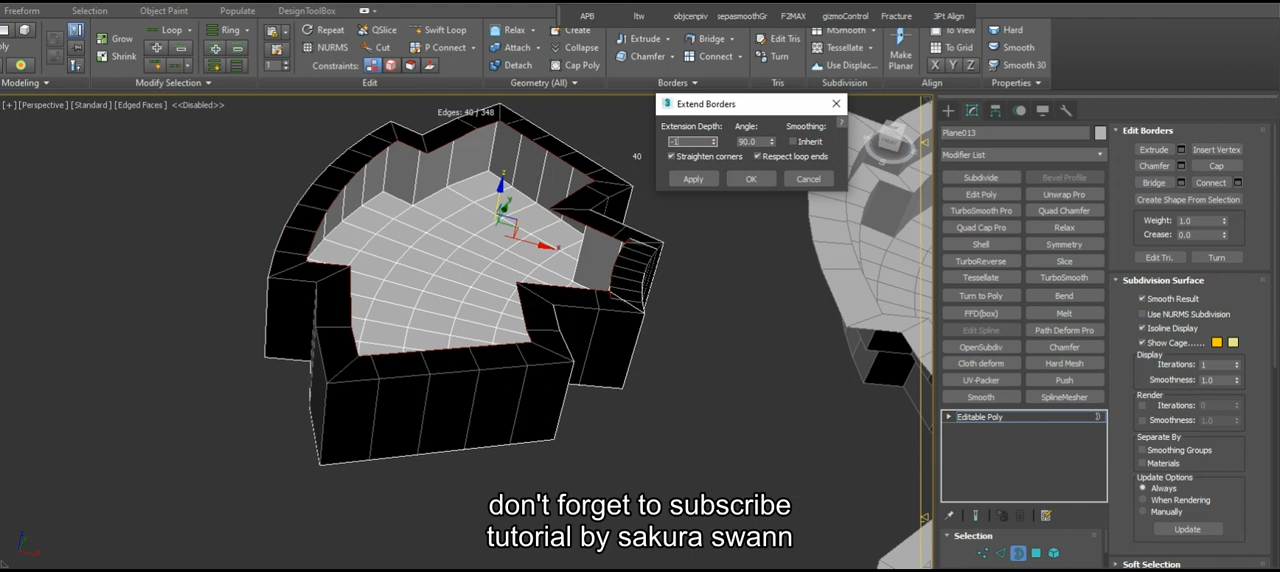 Freeform Selection Object Paint Populate DesignToolBox
APB ltw objcenpiv sepasmoothGr F2MAX gizmoControl Fracture 3Pt Align
Grow Loop Ring Repeat QSlice Swift Loop Relax Create Extrude Bridge Edit Tris MSmooth To View Hard
Shrink NURMS Cut P Connect Attach Collapse Chamfer Connect Turn Tessellate Make Planar To Grid Smooth
1 Constraints: Detach Cap Poly Use Displac... X Y Z Smooth 30
Modeling Modify Selection Edit Geometry (All) Borders Tris Subdivision Align Properties
[+] [Perspective] [Standard] [Edged Faces] <<Disabled>>
Edges: 40 / 348
40
3 Extend Borders
Extension Depth: Angle: Smoothing:
-1 90.0 Inherit
Straighten corners Respect loop ends
Apply OK Cancel
?
z
y
x
Plane013
Modifier List
Subdivide Bevel Profile
Edit Poly Unwrap Pro
TurboSmooth Pro Quad Chamfer
Quad Cap Pro Relax
Shell Symmetry
TurboReverse Slice
Tessellate TurboSmooth
Turn to Poly Bend
FFD(box) Melt
Edit Spline Path Deform Pro
OpenSubdiv Chamfer
Cloth deform Hard Mesh
UV-Packer Push
Smooth SplineMesher
Editable Poly
Selection
Edit Borders
Extrude Insert Vertex
Chamfer Cap
Bridge Connect
Create Shape From Selection
Weight: 1.0
Crease: 0.0
Edit Tri. Turn
Subdivision Surface
Smooth Result
Use NURMS Subdivision
Isoline Display
Show Cage......
Display
Iterations: 1
Smoothness: 1.0
Render
Iterations: 0
Smoothness: 1.0
Separate By
Smoothing Groups
Materials
Update Options
Always
When Rendering
Manually
Update
Soft Selection
don't forget to subscribe
tutorial by sakura swann